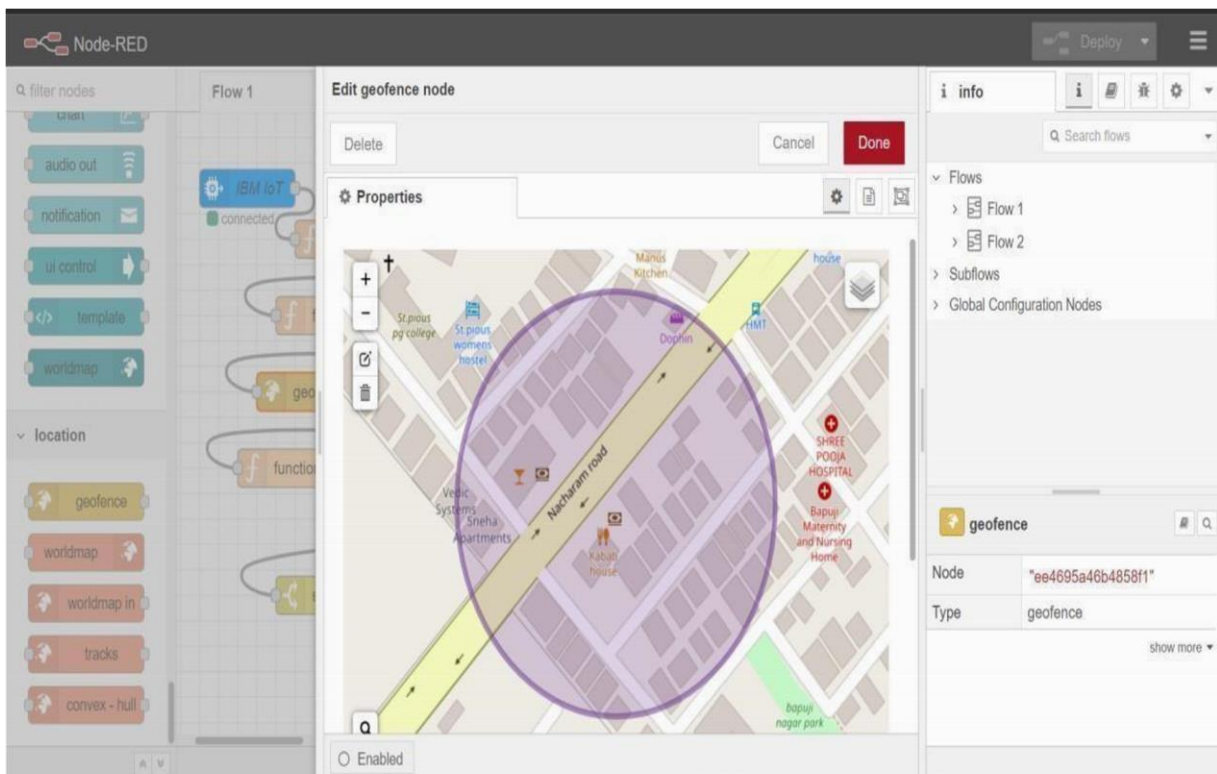 Node-RED
Deploy
filter nodes
chart
audio out
notification
ui control
template
worldmap
location
geofence
worldmap
worldmap in
tracks
convex - hull
Flow 1
IBM IoT
connected
f
geo
functio
Edit geofence node
Delete
Cancel
Done
Properties
+
-
Manus
Kitchen
house
St.pious
pg college
St pious
womens
hostel
Dophin
HMT
SHREE
POOJA
HOSPITAL
Nacharam road
Vedic
Systems
Sneha
Apartments
Kabab
house
Bapuji
Maternity
and Nursing
Home
bapuji
nagar park
Enabled
i info
i
Search flows
Flows
Flow 1
Flow 2
Subflows
Global Configuration Nodes
geofence
Node "ee4695a46b4858f1"
Type geofence
show more